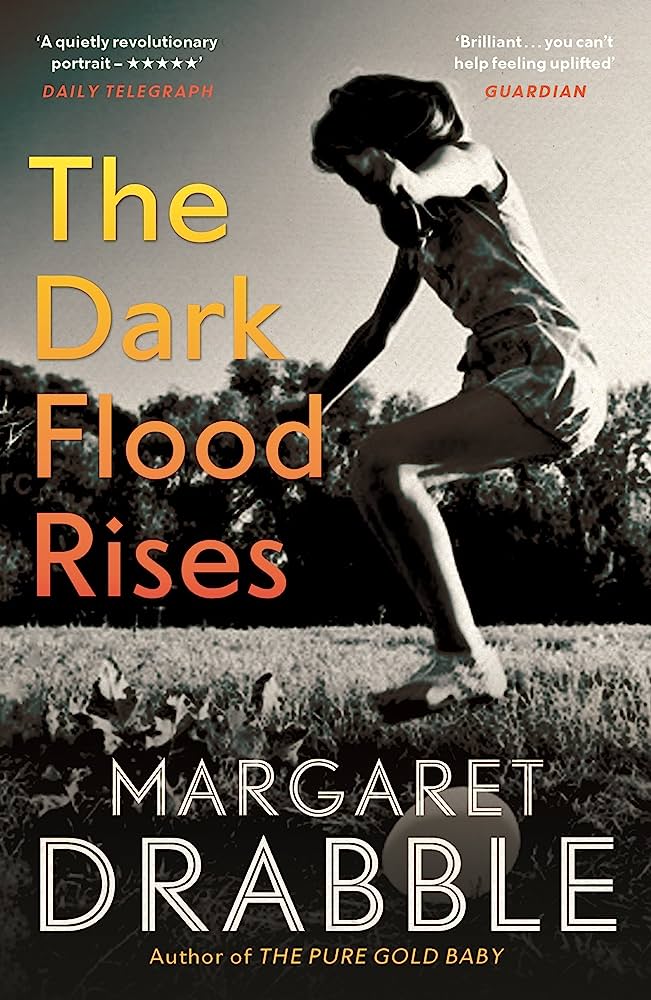 ‘A quietly revolutionary
portrait – ★★★★★’
DAILY TELEGRAPH
‘Brilliant . . . you can’t
help feeling uplifted’
GUARDIAN
The
Dark
Flood
Rises
MARGARET
DRABBLE
Author of THE PURE GOLD BABY